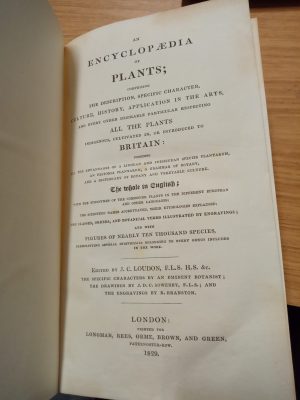 AN
ENCYCLOPÆDIA
OF
PLANTS;
COMPRISING
THE DESCRIPTION, SPECIFIC CHARACTER,
CULTURE, HISTORY, APPLICATION IN THE ARTS,
AND EVERY OTHER DESIRABLE PARTICULAR RESPECTING
ALL THE PLANTS
INDIGENOUS, CULTIVATED IN, OR INTRODUCED TO
BRITAIN:
COMBINING
ALL THE ADVANTAGES OF A LINNEAN AND JUSSIEUEAN SPECIES PLANTARUM,
AN HISTORIA PLANTARUM, A GRAMMAR OF BOTANY,
AND A DICTIONARY OF BOTANY AND VEGETABLE CULTURE.
The whole in English;
WITH THE SYNONYMS OF THE COMMONER PLANTS IN THE DIFFERENT EUROPEAN
AND OTHER LANGUAGES;
THE SCIENTIFIC NAMES ACCENTUATED, THEIR ETYMOLOGIES EXPLAINED;
THE CLASSES, ORDERS, AND BOTANICAL TERMS ILLUSTRATED BY ENGRAVINGS;
AND WITH
FIGURES OF NEARLY TEN THOUSAND SPECIES,
EXEMPLIFYING SEVERAL INDIVIDUALS BELONGING TO EVERY GENUS INCLUDED
IN THE WORK.
EDITED BY J. C. LOUDON, F.L.S. H.S. &c.
THE SPECIFIC CHARACTERS BY AN EMINENT BOTANIST;
THE DRAWINGS BY J. D. C. SOWERBY, F.L.S.; AND
THE ENGRAVINGS BY R. BRANSTON.
LONDON:
PRINTED FOR
LONGMAN, REES, ORME, BROWN, AND GREEN,
PATERNOSTER-ROW.
1829.